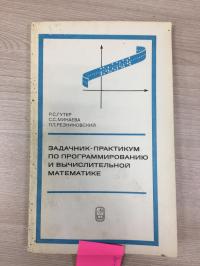 Р.С.ГУТЕР
С.С.МИНАЕВА
П.Т.РЕЗНИКОВСКИЙ
ЗАДАЧНИК-ПРАКТИКУМ
ПО ПРОГРАММИРОВАНИЮ
И ВЫЧИСЛИТЕЛЬНОЙ
МАТЕМАТИКЕ